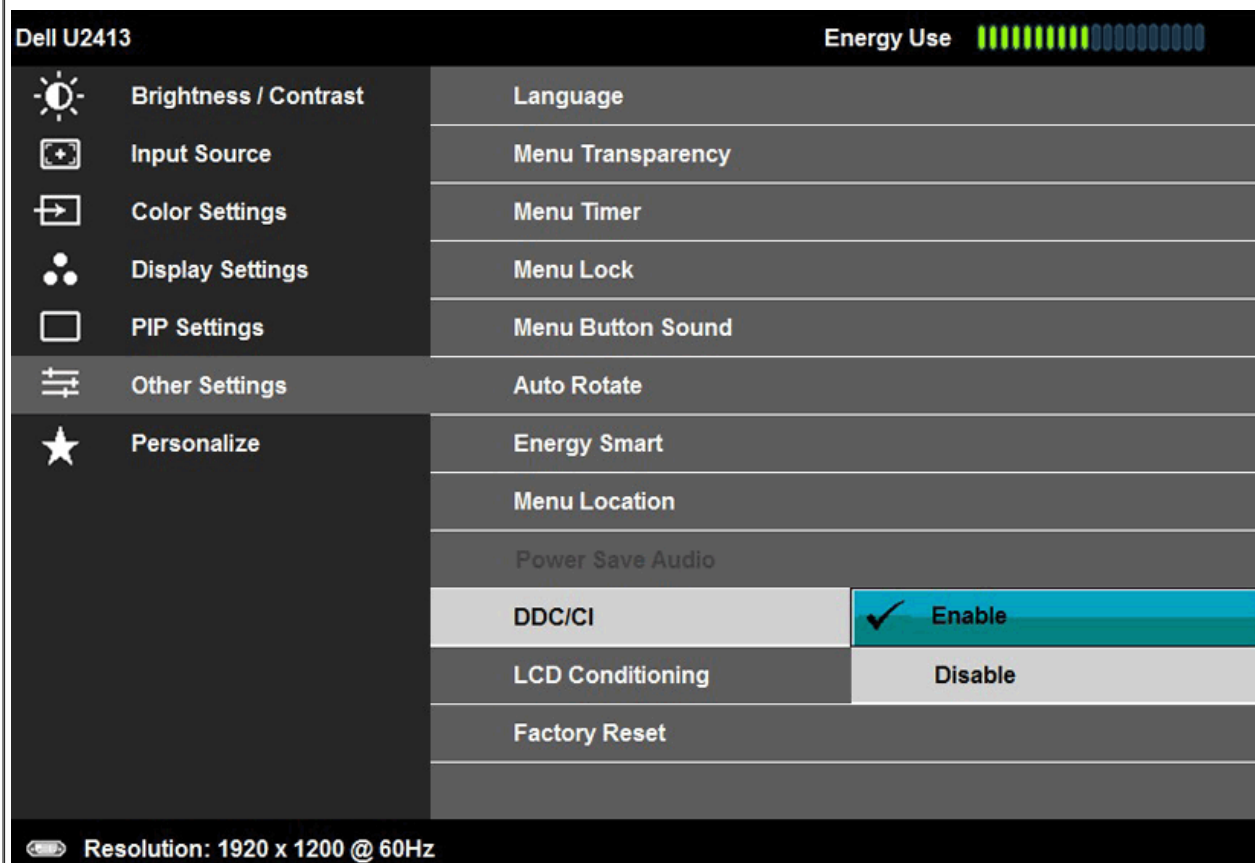 Dell U2413
Energy Use
Brightness / Contrast
Input Source
Color Settings
Display Settings
PIP Settings
Other Settings
Personalize
Language
Menu Transparency
Menu Timer
Menu Lock
Menu Button Sound
Auto Rotate
Energy Smart
Menu Location
Power Save Audio
DDC/CI
Enable
LCD Conditioning
Disable
Factory Reset
Resolution: 1920 x 1200 @ 60Hz